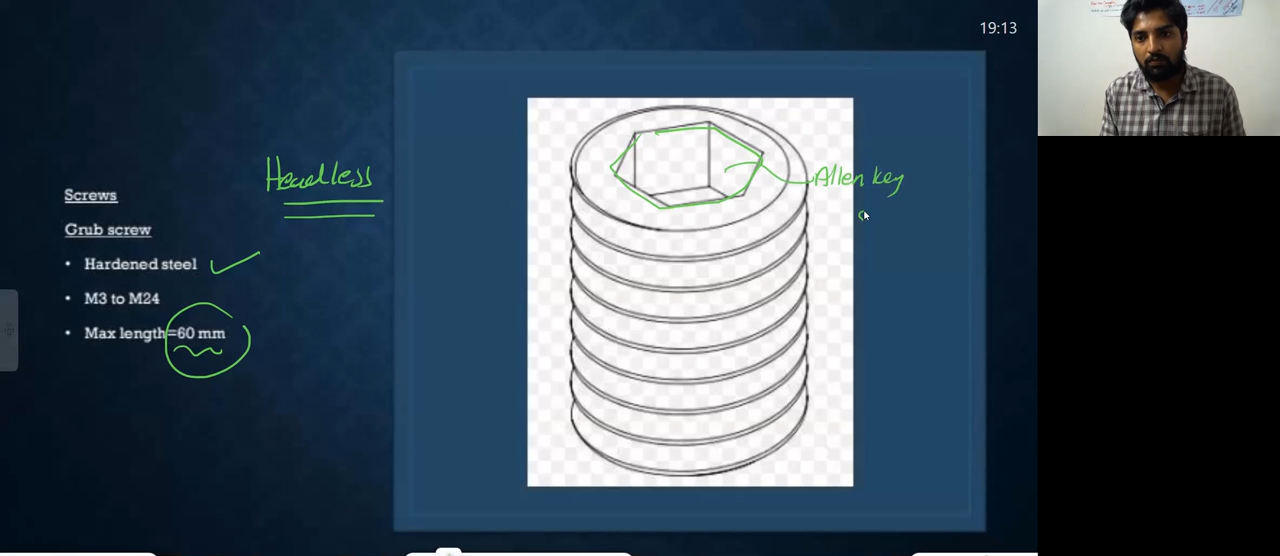 19:13
Headless
Screws
Grub screw
• Hardened steel
• M3 to M24
• Max length=60 mm
Allen key